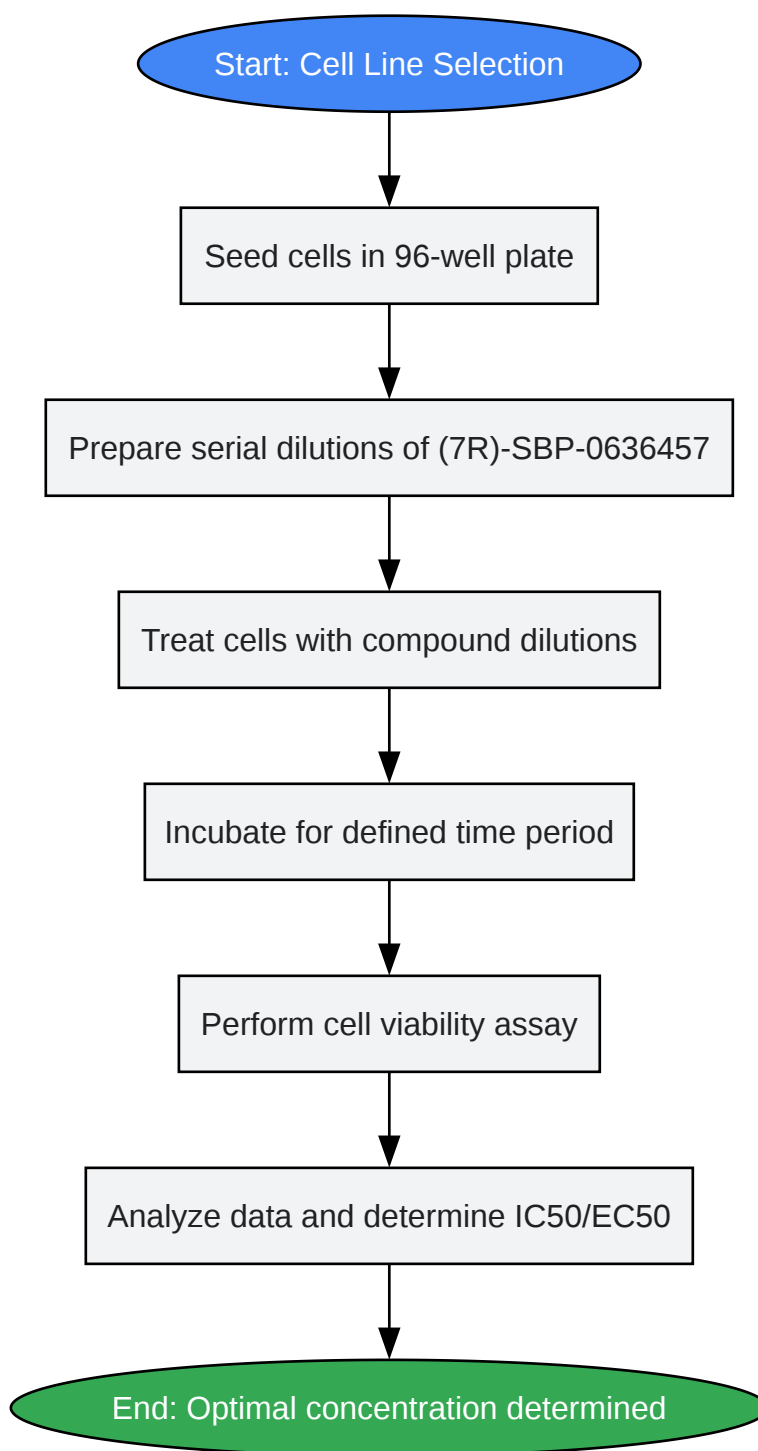 Start: Cell Line Selection
Seed cells in 96-well plate
Prepare serial dilutions of (7R)-SBP-0636457
Treat cells with compound dilutions
Incubate for defined time period
Perform cell viability assay
Analyze data and determine IC50/EC50
End: Optimal concentration determined